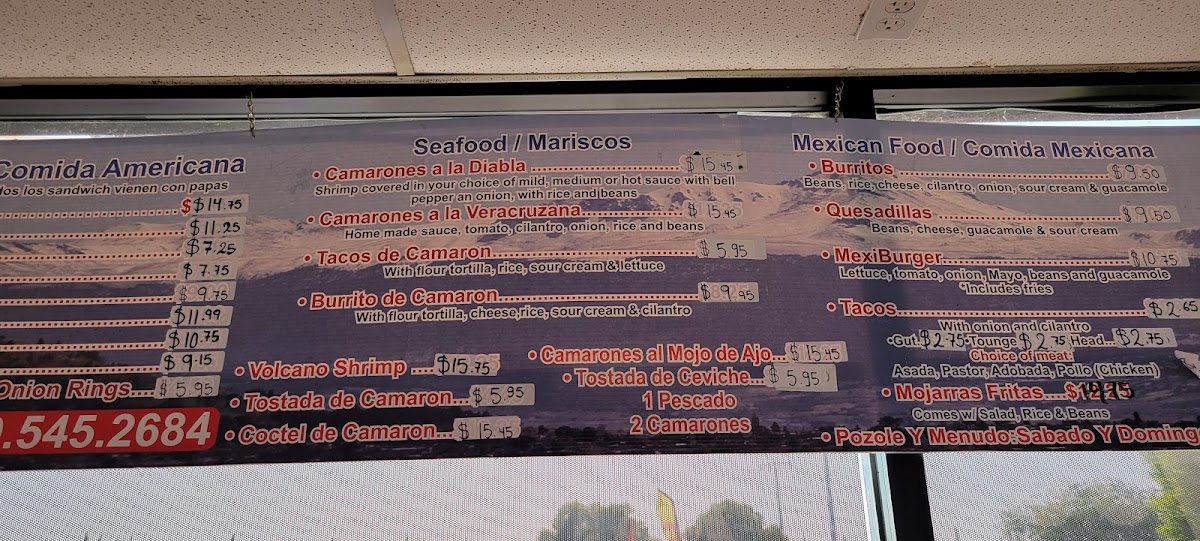 Comida Americana
dos los sandwich vienen con papas
$14.75
$11.25
$7.25
$7.75
$9.75
$11.99
$10.75
$9.15
Onion Rings... $5.95
.545.2684
Seafood / Mariscos
• Camarones a la Diabla $15.45
Shrimp covered in your choice of mild, medium or hot sauce with bell
pepper an onion, with rice andibeans
• Camarones a la Veracruzana $15.45
Home made sauce, tomato, cilantro, onion, rice and beans
• Tacos de Camaron $5.95
With flour tortilla, rice, sour cream & lettuce
• Burrito de Camaron $9.95
With flour tortilla, cheese,rice, sour cream & cilantro
• Volcano Shrimp ... $15.75
• Tostada de Camaron... $5.95
• Coctel de Camaron... $15.45
• Camarones al Mojo de Ajo... $15.45
• Tostada de Ceviche... $5.95
1 Pescado
2 Camarones
Mexican Food / Comida Mexicana
• Burritos $9.50
Beans, rice, cheese, cilantro, onion, sour cream & guacamole
• Quesadillas $9.50
Beans, cheese, guacamole & sour cream
• MexiBurger $10.75
Lettuce, tomato, onion, Mayo, beans and guacamole
*Includes fries
• Tacos $2.65
With onion and cilantro
•Gut. $2.75 •Tounge $2.75 Head... $2.75
Choice of meat:
Asada, Pastor, Adobada, Pollo (Chicken)
• Mojarras Fritas....
Comes w/ Salad, Rice & Beans
• Pozole Y Menudo:Sabado Y Doming